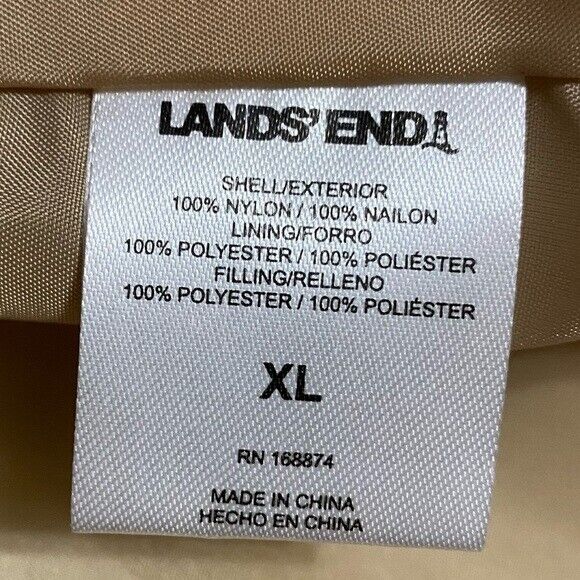 LANDS' END
SHELL/EXTERIOR
100% NYLON / 100% NAILON
LINING/FORRO
100% POLYESTER / 100% POLIÉSTER
FILLING/RELLENO
100% POLYESTER / 100% POLIÉSTER
XL
RN 168874
MADE IN CHINA
HECHO EN CHINA